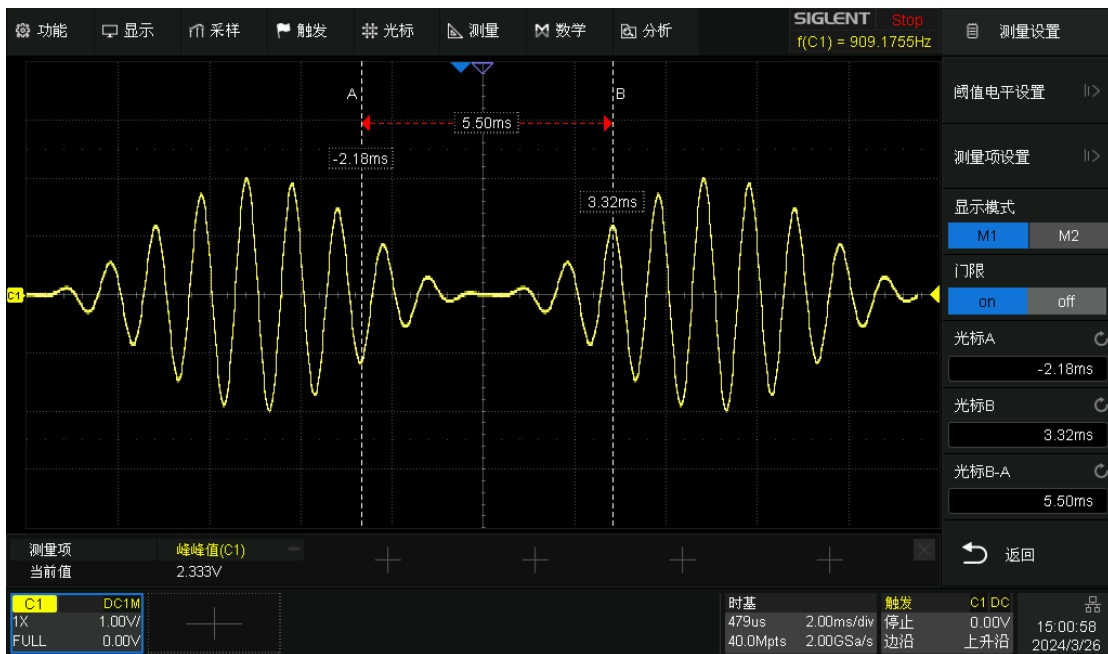 功能 显示 采样 触发 光标 测量 数学 分析 SIGLENT Stop 测量设置
f(C1) = 909.1755Hz
A B
5.50ms
-2.18ms
3.32ms
C1
阈值电平设置
测量项设置
显示模式
M1 M2
门限
on off
光标A
-2.18ms
光标B
3.32ms
光标B-A
5.50ms
返回
测量项 峰峰值(C1)
当前值 2.333V
C1 DC1M
1X 1.00V/
FULL 0.00V
时基
479us 2.00ms/div
40.0Mpts 2.00GSa/s
触发 C1 DC
停止 0.00V
边沿 上升沿
15:00:58
2024/3/26